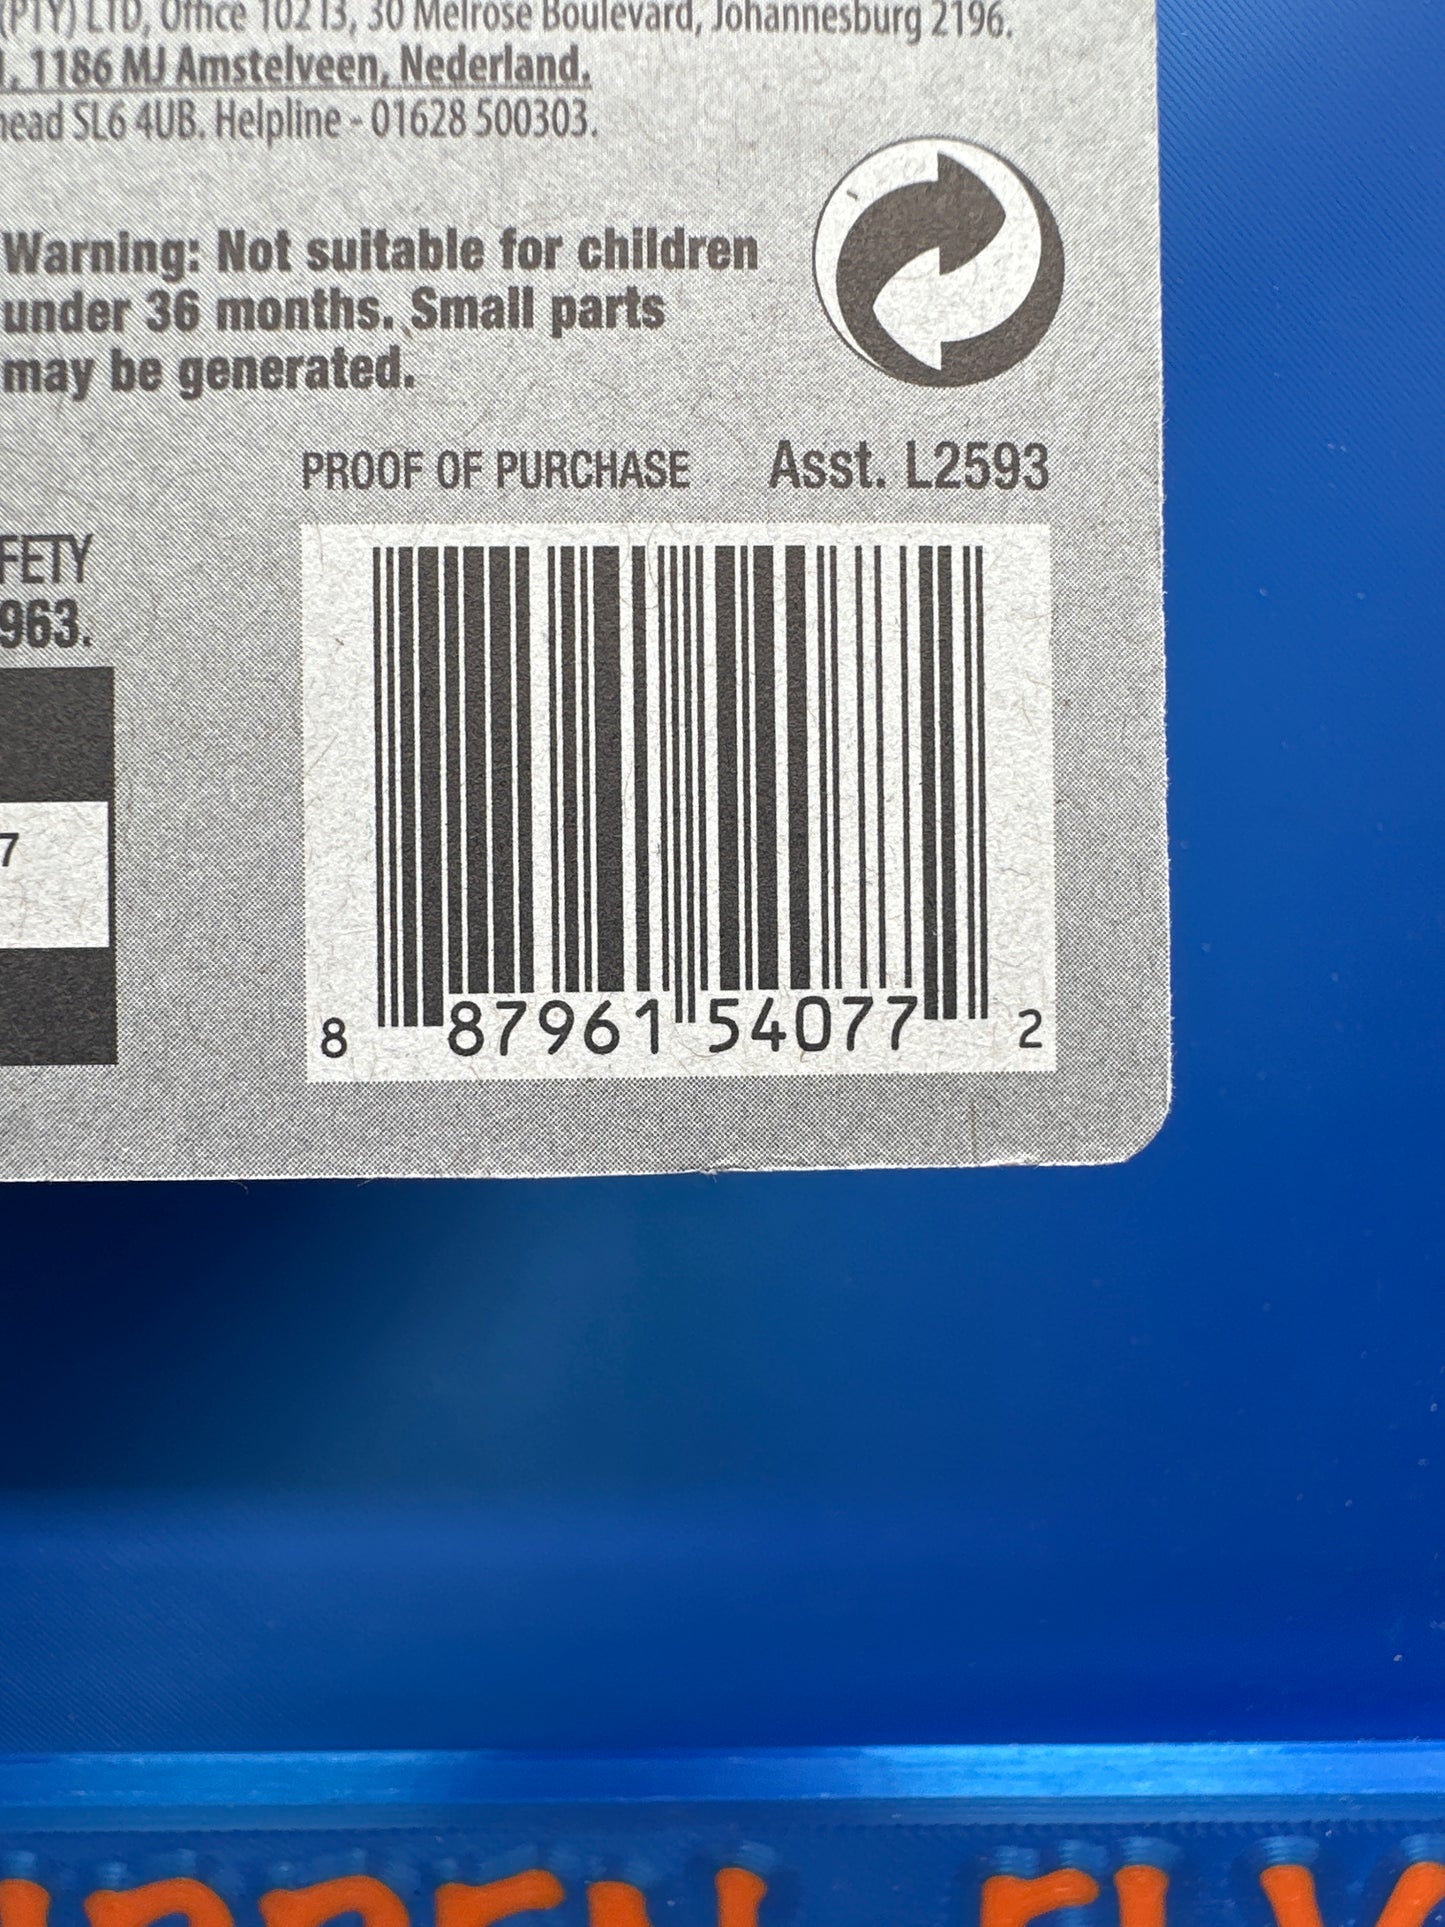 (PTY) LTD, Office 102 I3, 30 Melrose Boulevard, Johannesburg 2196.
1186 MJ Amstelveen, Nederland.
SL6 4UB. Helpline - 01628 500303.
Warning: Not suitable for children
under 36 months. Small parts
may be generated.
PROOF OF PURCHASE Asst. L2593
FETY
963.
7
8 87961 54077 2